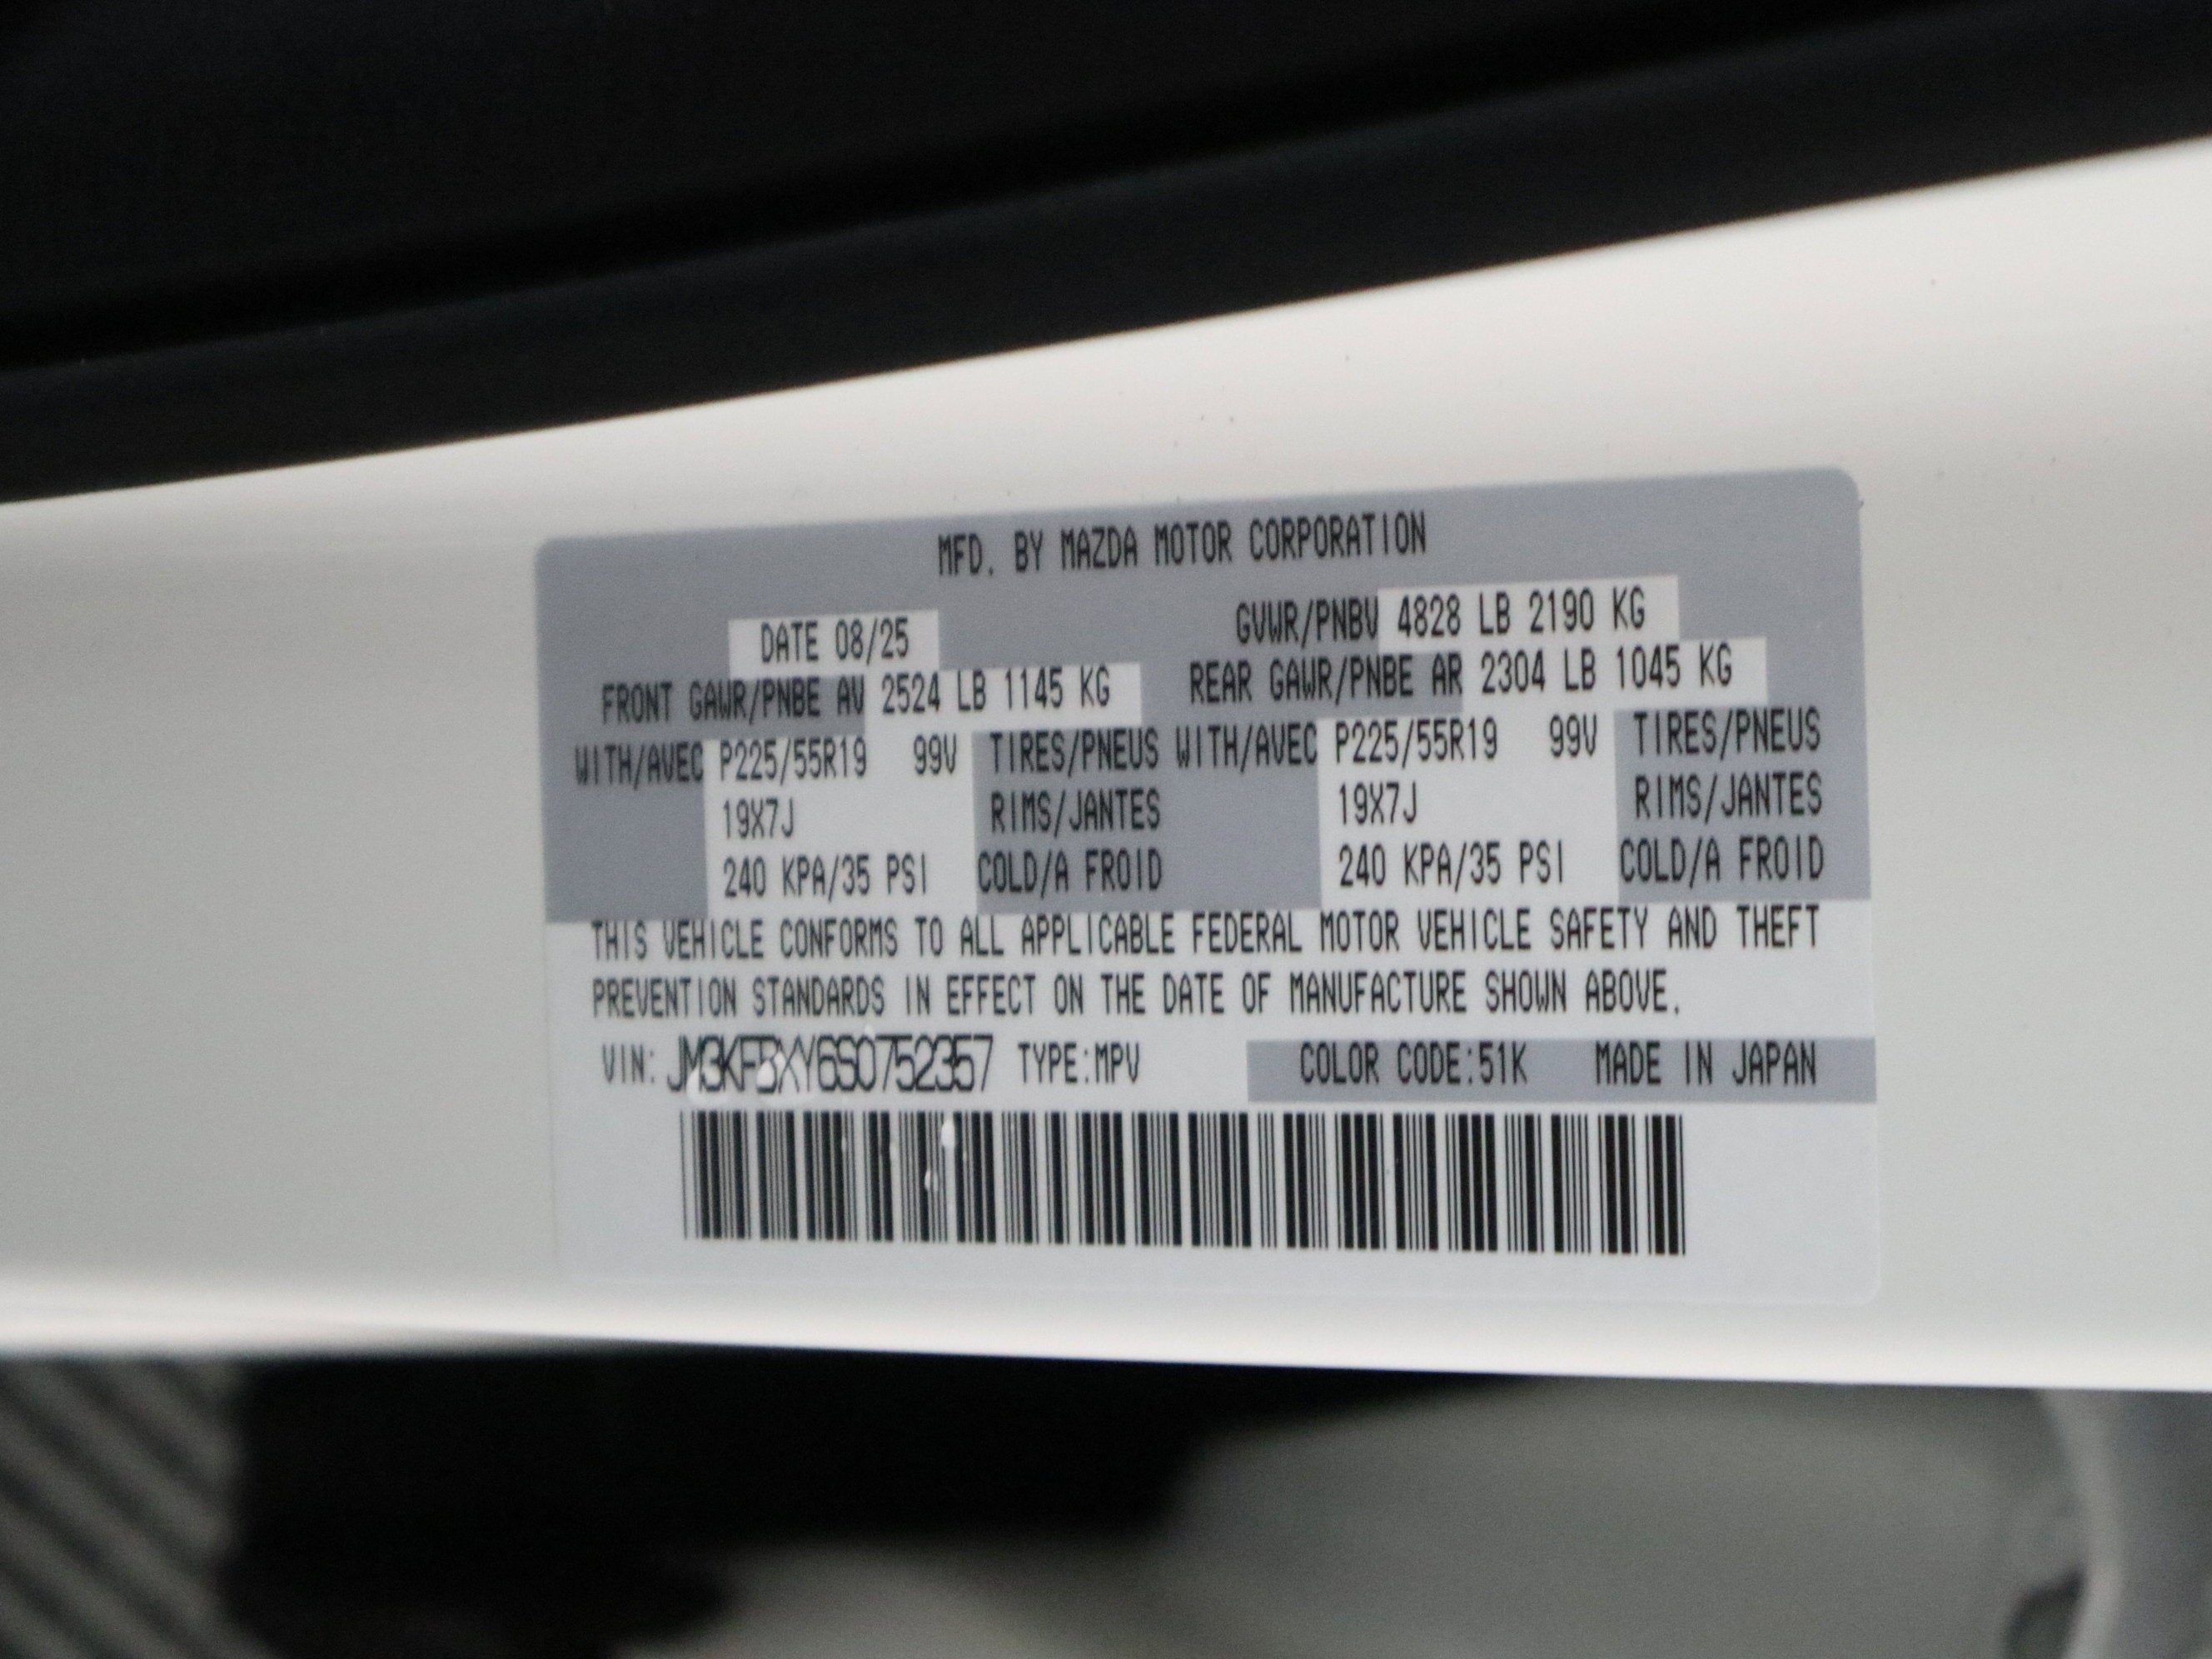 MFD. BY MAZDA MOTOR CORPORATION
DATE 08/25 GVWR/PNBV 4828 LB 2190 KG
FRONT GAWR/PNBE AV 2524 LB 1145 KG REAR GAWR/PNBE AR 2304 LB 1045 KG
WITH/AVEC P225/55R19 99V TIRES/PNEUS WITH/AVEC P225/55R19 99V TIRES/PNEUS
19X7J RIMS/JANTES 19X7J RIMS/JANTES
240 KPA/35 PSI COLD/A FROID 240 KPA/35 PSI COLD/A FROID
THIS VEHICLE CONFORMS TO ALL APPLICABLE FEDERAL MOTOR VEHICLE SAFETY AND THEFT
PREVENTION STANDARDS IN EFFECT ON THE DATE OF MANUFACTURE SHOWN ABOVE.
VIN: JM3KFBXY6S0752357 TYPE:MPV COLOR CODE:51K MADE IN JAPAN